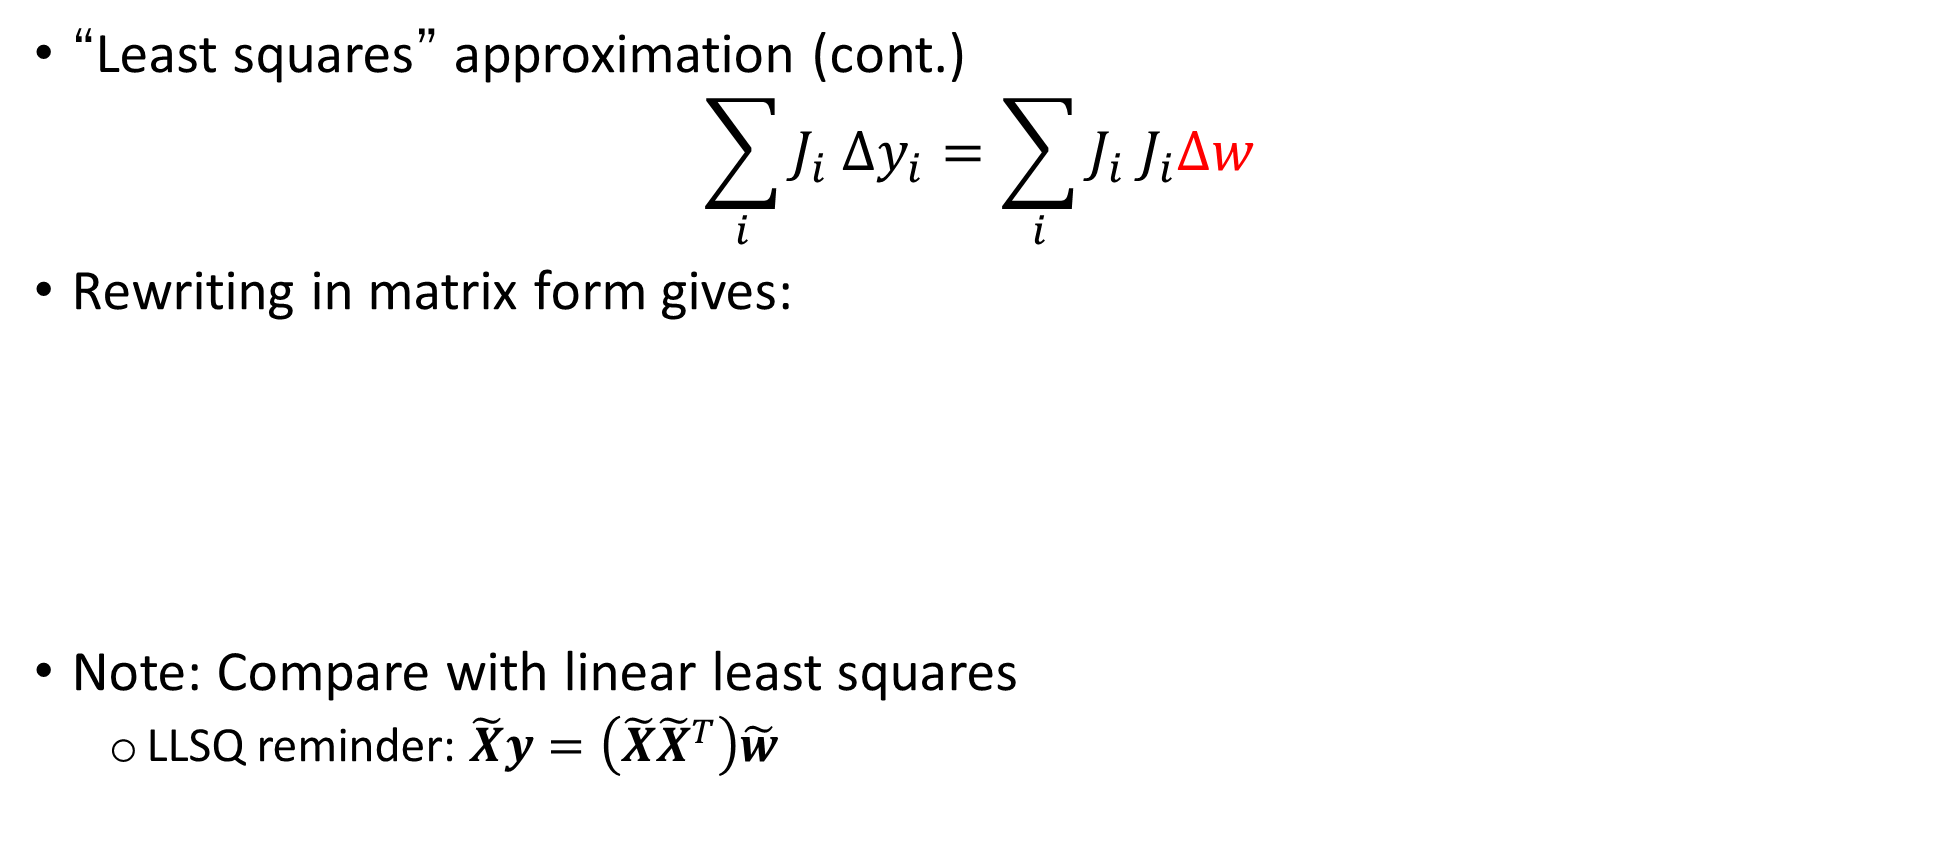 • “Least squares” approximation (cont.)
∑_i J_i Δy_i = ∑_i J_i J_i Δw
• Rewriting in matrix form gives:
• Note: Compare with linear least squares
○ LLSQ reminder: X̃y = (X̃X̃^T)w̃